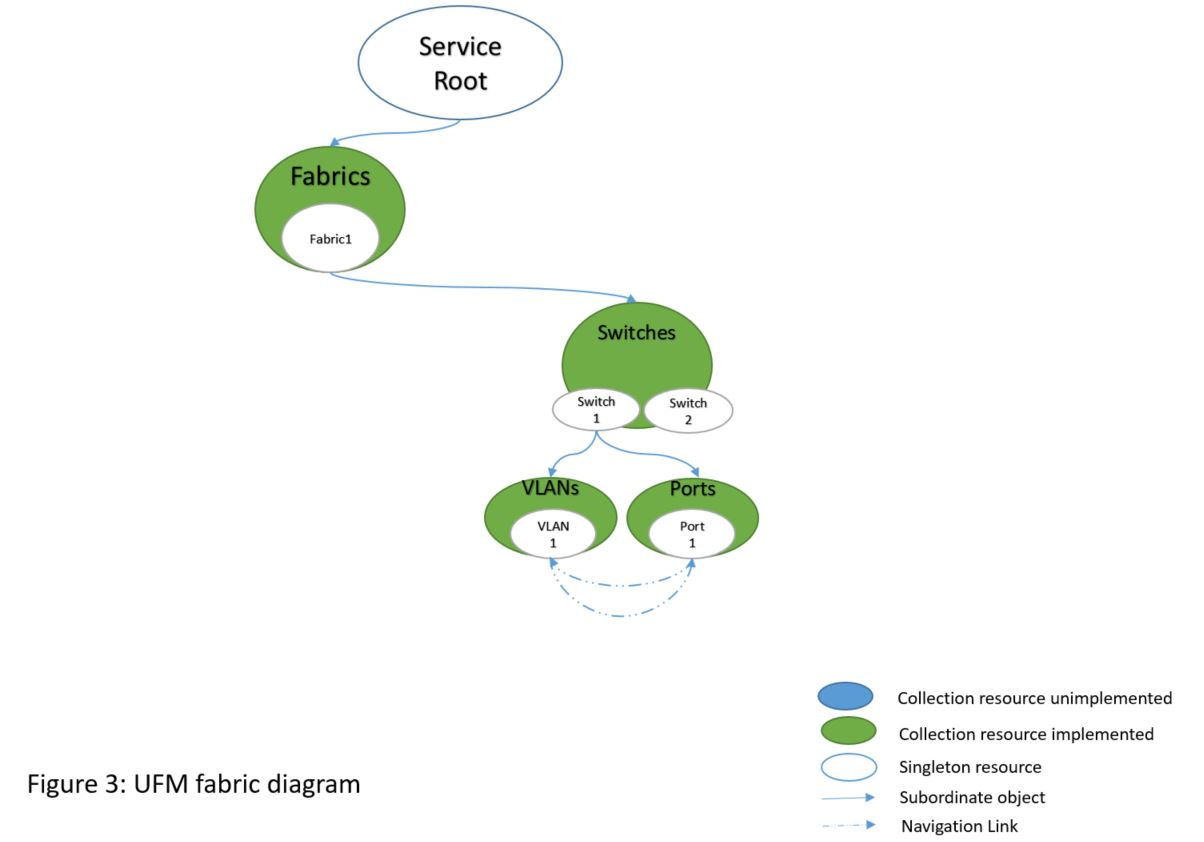 Service
Root
Fabrics
Fabric1
Switches
Switch
1
Switch
2
VLANs
VLAN
1
Ports
Port
1
Collection resource unimplemented
Collection resource implemented
Singleton resource
Subordinate object
Navigation Link
Figure 3: UFM fabric diagram